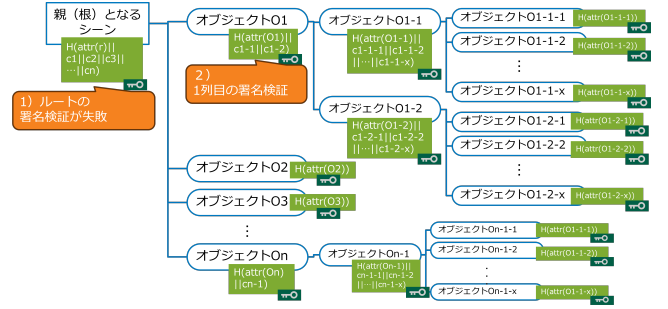 親（根）となる
シーン
H(attr(r)||
c1||c2||c3||
…||cn)
1）ルートの
署名検証が失敗
オブジェクトO1
H(attr(O1)||
c1-1||c1-2)
２）
1列目の署名検証
オブジェクトO2
H(attr(O2))
オブジェクトO3
H(attr(O3))
⋮
オブジェクトOn
H(attr(On)
||cn-1)
オブジェクトO1-1
H(attr(O1-1)||
c1-1-1||c1-1-2
||…||c1-1-x)
オブジェクトO1-2
H(attr(O1-2)||
c1-2-1||c1-2-2
||…||c1-2-x)
オブジェクトOn-1
H(attr(On-1)||
cn-1-1||cn-1-2
||…||cn-1-x)
オブジェクトO1-1-1
H(attr(O1-1-1))
オブジェクトO1-1-2
H(attr(O1-1-2))
⋮
オブジェクトO1-1-x
H(attr(O1-1-x))
オブジェクトO1-2-1
H(attr(O1-2-1))
オブジェクトO1-2-2
H(attr(O1-2-2))
⋮
オブジェクトO1-2-x
H(attr(O1-2-x))
オブジェクトOn-1-1
H(attr(O1-1-1))
オブジェクトOn-1-2
H(attr(O1-1-2))
⋮
オブジェクトOn-1-x
H(attr(O1-1-x))